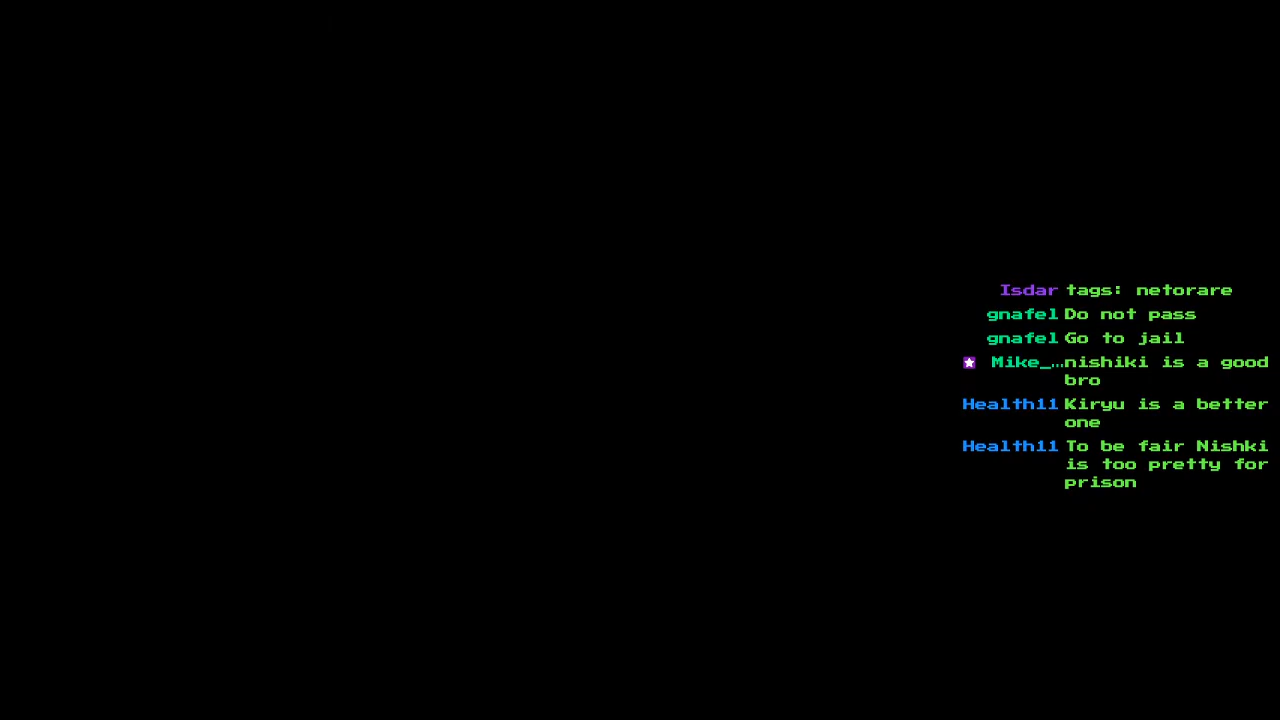 Isdar tags: netorare
gnafel Do not pass
gnafel Go to jail
Mike_… nishiki is a good
bro
Health11 Kiryu is a better
one
Health11 To be fair Nishki
is too pretty for
prison